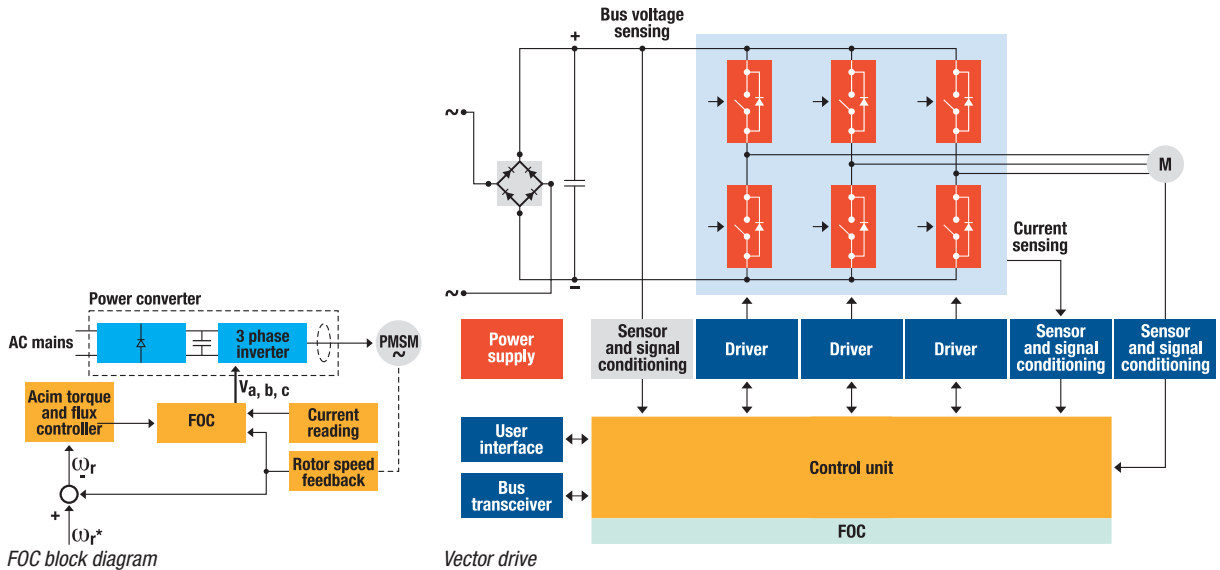 Power converter
AC mains
3 phase
inverter
PMSM
~
Va, b, c
Acim torque
and flux
controller
FOC
Current
reading
Rotor speed
feedback
ωr
-
+
ωr*
FOC block diagram
Bus voltage
sensing
+
~
~
-
M
Current
sensing
Power
supply
Sensor
and signal
conditioning
Driver
Driver
Driver
Sensor
and signal
conditioning
Sensor
and signal
conditioning
User
interface
Bus
transceiver
Control unit
FOC
Vector drive